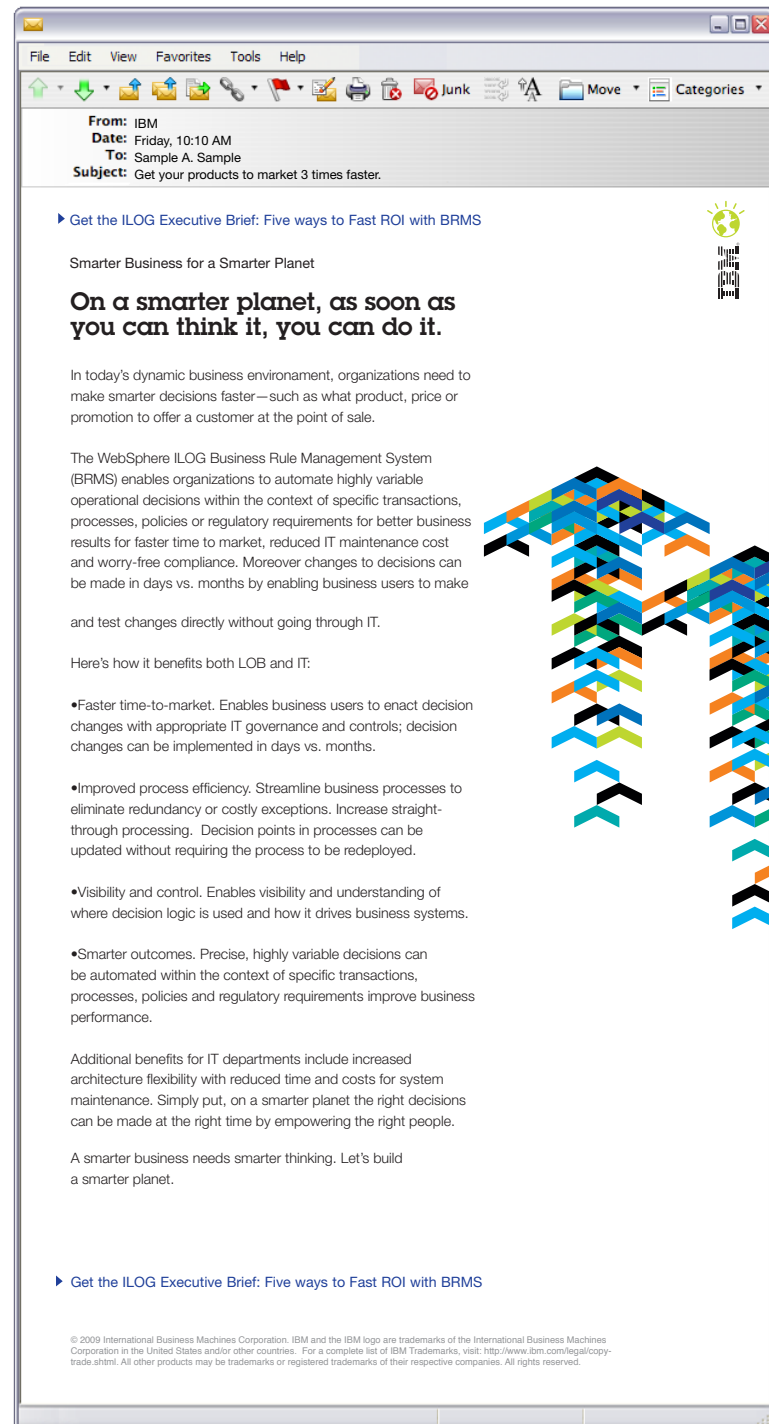 File Edit View Favorites Tools Help
Junk Move Categories
From: IBM
Date: Friday, 10:10 AM
To: Sample A. Sample
Subject: Get your products to market 3 times faster.
Get the ILOG Executive Brief: Five ways to Fast ROI with BRMS
IBM
Smarter Business for a Smarter Planet
On a smarter planet, as soon as
you can think it, you can do it.
In today's dynamic business environament, organizations need to
make smarter decisions faster—such as what product, price or
promotion to offer a customer at the point of sale.
The WebSphere ILOG Business Rule Management System
(BRMS) enables organizations to automate highly variable
operational decisions within the context of specific transactions,
processes, policies or regulatory requirements for better business
results for faster time to market, reduced IT maintenance cost
and worry-free compliance. Moreover changes to decisions can
be made in days vs. months by enabling business users to make
and test changes directly without going through IT.
Here's how it benefits both LOB and IT:
•Faster time-to-market. Enables business users to enact decision
changes with appropriate IT governance and controls; decision
changes can be implemented in days vs. months.
•Improved process efficiency. Streamline business processes to
eliminate redundancy or costly exceptions. Increase straight-
through processing.  Decision points in processes can be
updated without requiring the process to be redeployed.
•Visibility and control. Enables visibility and understanding of
where decision logic is used and how it drives business systems.
•Smarter outcomes. Precise, highly variable decisions can
be automated within the context of specific transactions,
processes, policies and regulatory requirements improve business
performance.
Additional benefits for IT departments include increased
architecture flexibility with reduced time and costs for system
maintenance. Simply put, on a smarter planet the right decisions
can be made at the right time by empowering the right people.
A smarter business needs smarter thinking. Let's build
a smarter planet.
Get the ILOG Executive Brief: Five ways to Fast ROI with BRMS
© 2009 International Business Machines Corporation. IBM and the IBM logo are trademarks of the International Business Machines
Corporation in the United States and/or other countries.  For a complete list of IBM Trademarks, visit: http://www.ibm.com/legal/copy-
trade.shtml. All other products may be trademarks or registered trademarks of their respective companies. All rights reserved.